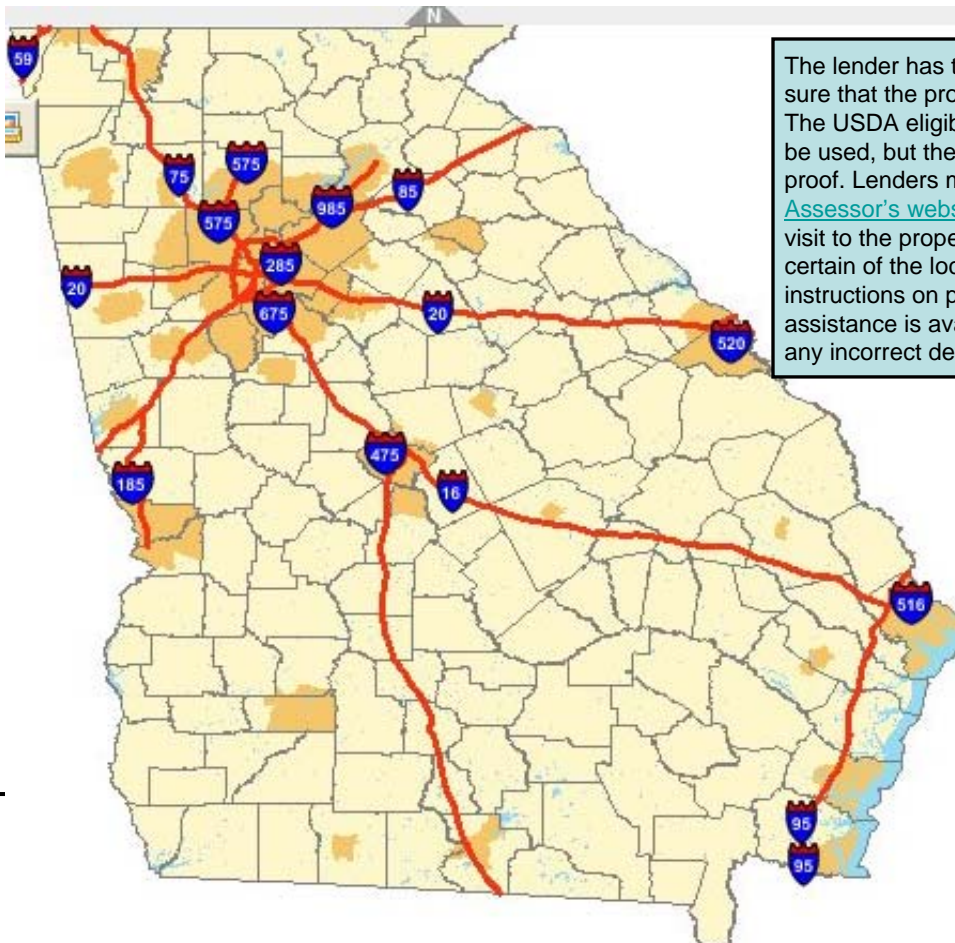 N
59
The lender has t
sure that the pro
The USDA eligib
be used, but the
proof. Lenders m
Assessor's webs
visit to the prope
certain of the loc
instructions on p
assistance is ava
any incorrect de
575
75
985
85
575
285
20
675
20
520
475
185
16
516
95
95